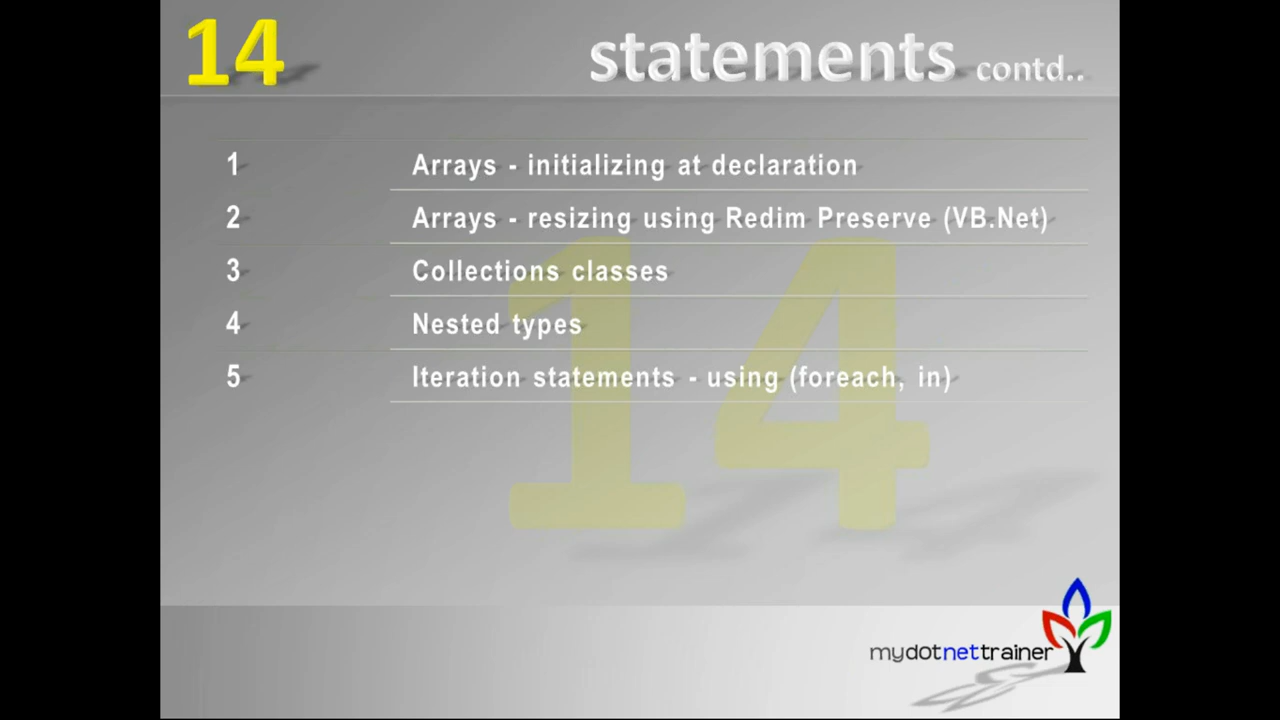 14 statements contd..
1 Arrays - initializing at declaration
2 Arrays - resizing using Redim Preserve (VB.Net)
3 Collections classes
4 Nested types
5 Iteration statements - using (foreach, in)
14
mydotnettrainer